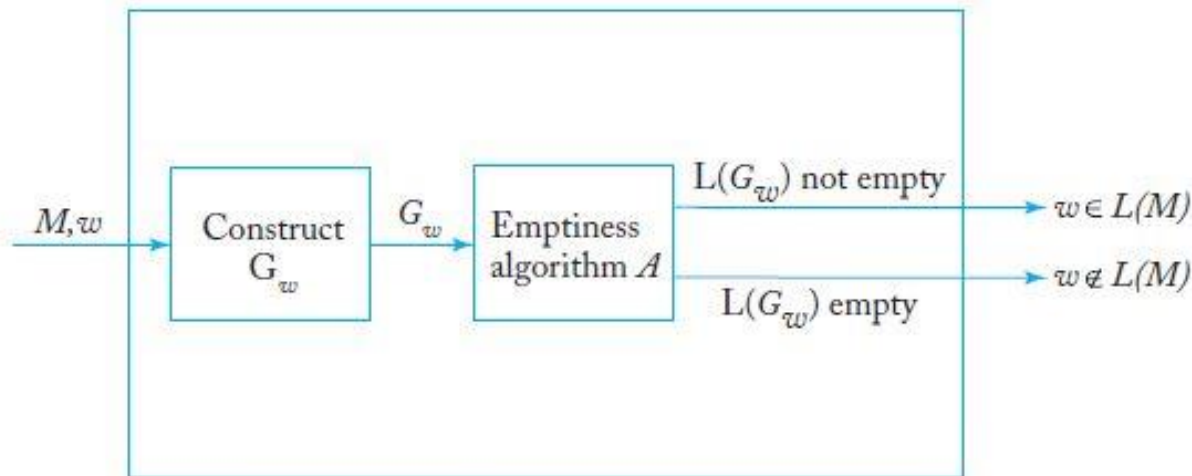 M,w
Construct
G_w
G_w
Emptiness
algorithm A
L(G_w) not empty
L(G_w) empty
w ∈ L(M)
w ∉ L(M)